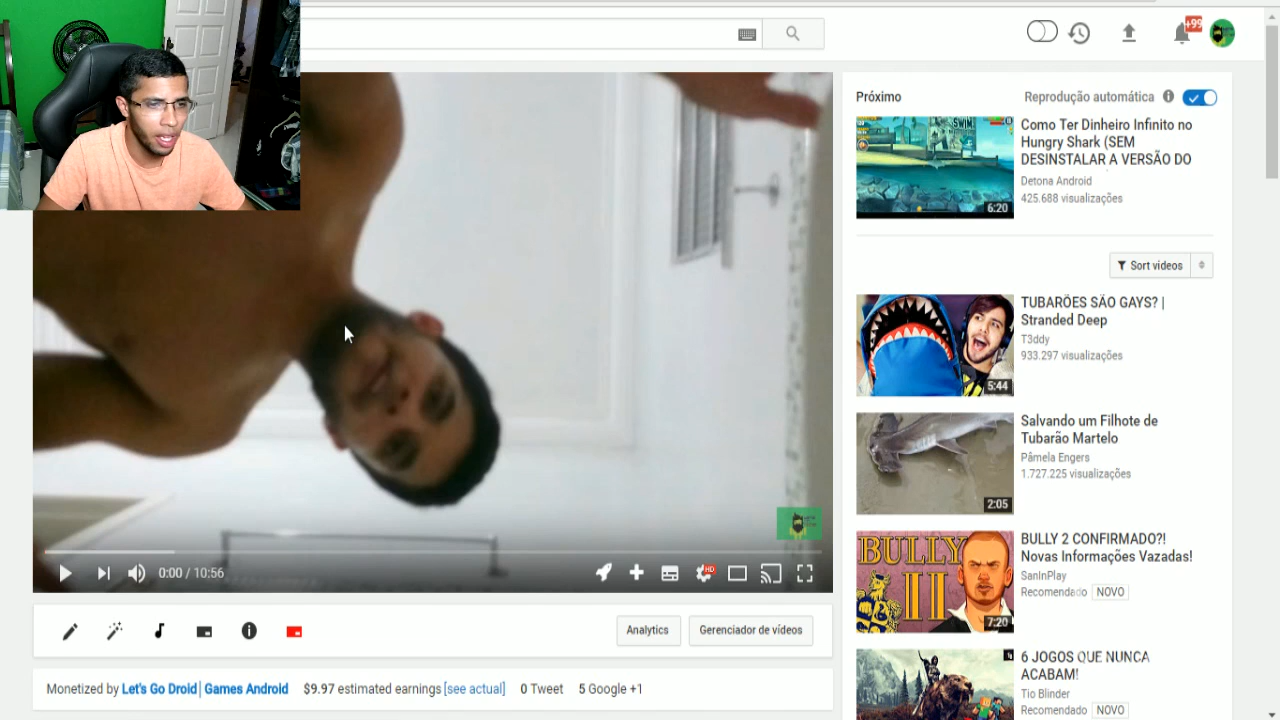 +99
Próximo
Reprodução automática
Como Ter Dinheiro Infinito no
Hungry Shark (SEM
DESINSTALAR A VERSÃO DO
Detona Android
425.688 visualizações
SWIM
6:20
Sort videos
TUBARÕES SÃO GAYS? |
Stranded Deep
T3ddy
933.297 visualizações
5:44
Salvando um Filhote de
Tubarão Martelo
Pâmela Engers
1.727.225 visualizações
2:05
BULLY 2 CONFIRMADO?!
Novas Informações Vazadas!
SanInPlay
Recomendado NOVO
BULLY
II
7:20
6 JOGOS QUE NUNCA
ACABAM!
Tio Blinder
Recomendado NOVO
0:00 / 10:56
HD
Analytics
Gerenciador de vídeos
Monetized by Let's Go Droid | Games Android $9.97 estimated earnings [see actual] 0 Tweet 5 Google +1